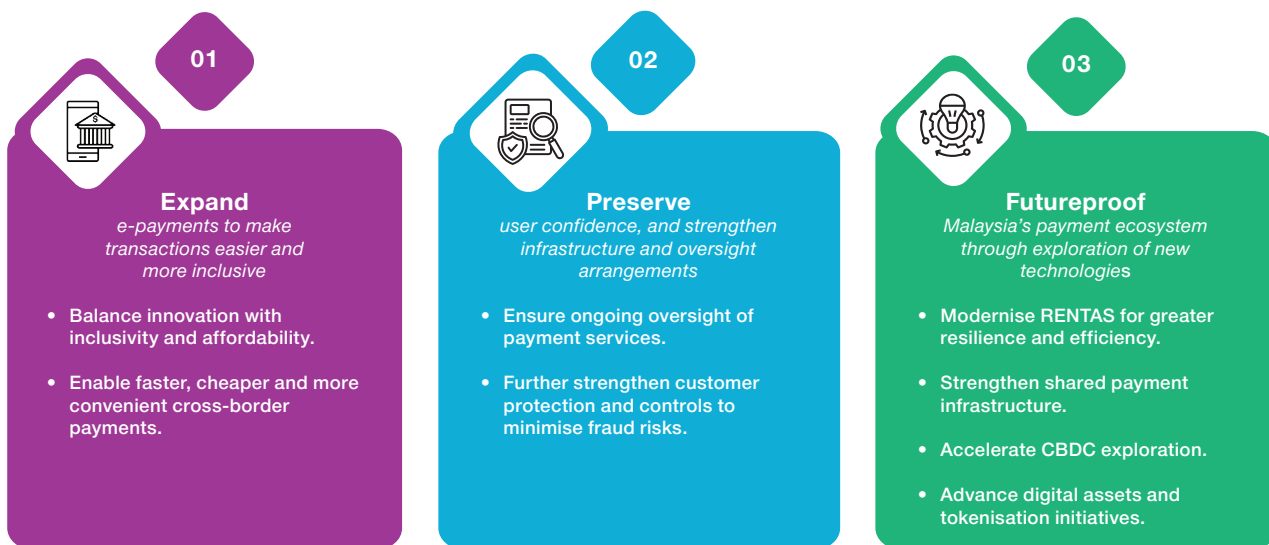 01
Expand
e-payments to make
transactions easier and
more inclusive
• Balance innovation with
inclusivity and affordability.
• Enable faster, cheaper and more
convenient cross-border
payments.
02
Preserve
user confidence, and strengthen
infrastructure and oversight
arrangements
• Ensure ongoing oversight of
payment services.
• Further strengthen customer
protection and controls to
minimise fraud risks.
03
Futureproof
Malaysia's payment ecosystem
through exploration of new
technologies
• Modernise RENTAS for greater
resilience and efficiency.
• Strengthen shared payment
infrastructure.
• Accelerate CBDC exploration.
• Advance digital assets and
tokenisation initiatives.